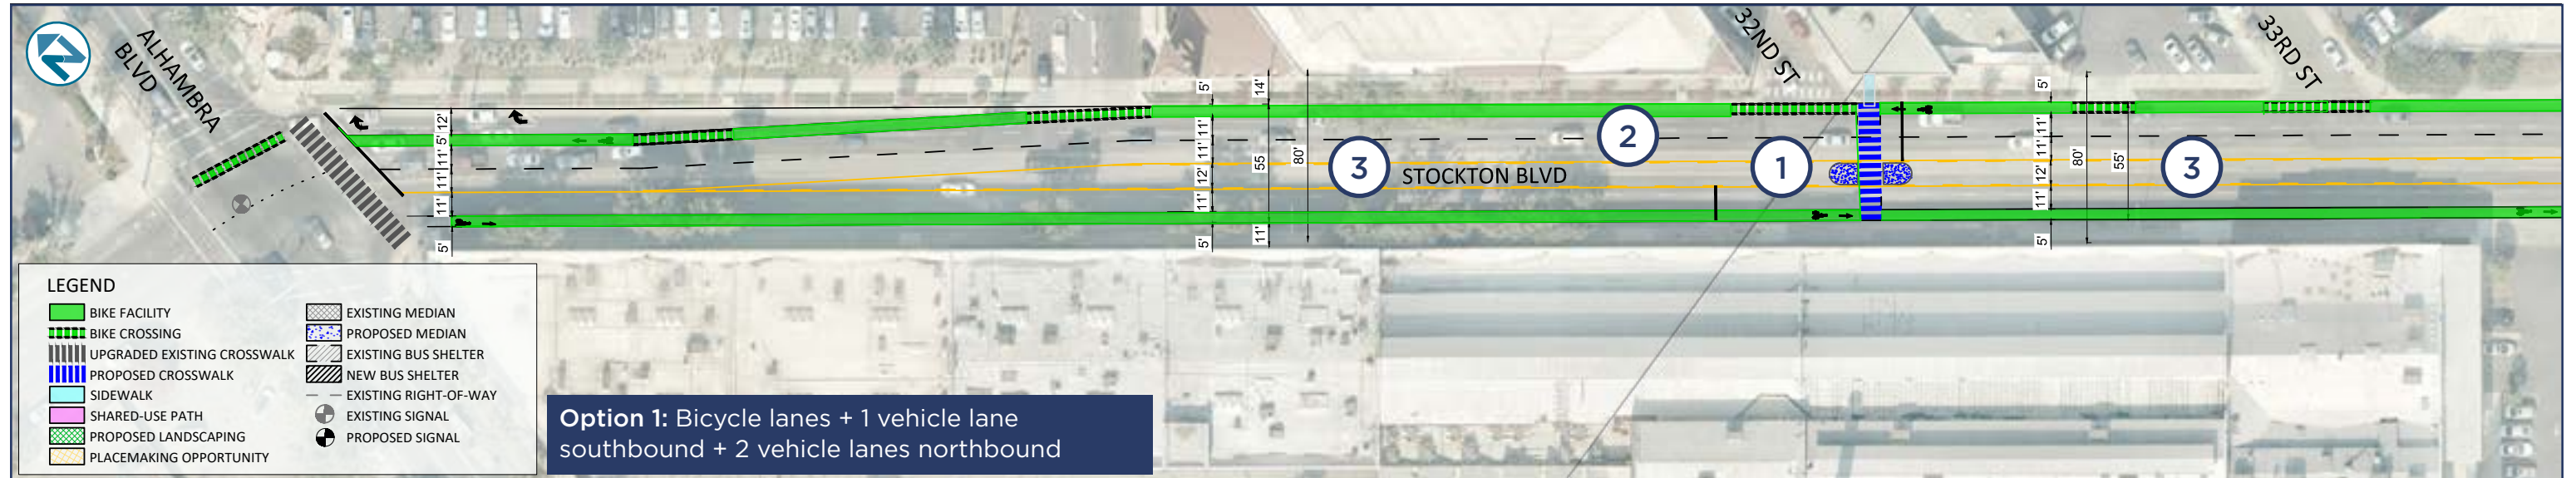 ALHAMBRA
BLVD
32ND ST
33RD ST
12'
5'
11'
11'
11'
5'
5'
11'
11'
12'
11'
5'
14'
55
11'
80'
3
2
1
3
STOCKTON BLVD
5'
11'
11'
12'
11'
5'
80'
55'
LEGEND
BIKE FACILITY
BIKE CROSSING
UPGRADED EXISTING CROSSWALK
PROPOSED CROSSWALK
SIDEWALK
SHARED-USE PATH
PROPOSED LANDSCAPING
PLACEMAKING OPPORTUNITY
EXISTING MEDIAN
PROPOSED MEDIAN
EXISTING BUS SHELTER
NEW BUS SHELTER
EXISTING RIGHT-OF-WAY
EXISTING SIGNAL
PROPOSED SIGNAL
Option 1: Bicycle lanes + 1 vehicle lane
southbound + 2 vehicle lanes northbound